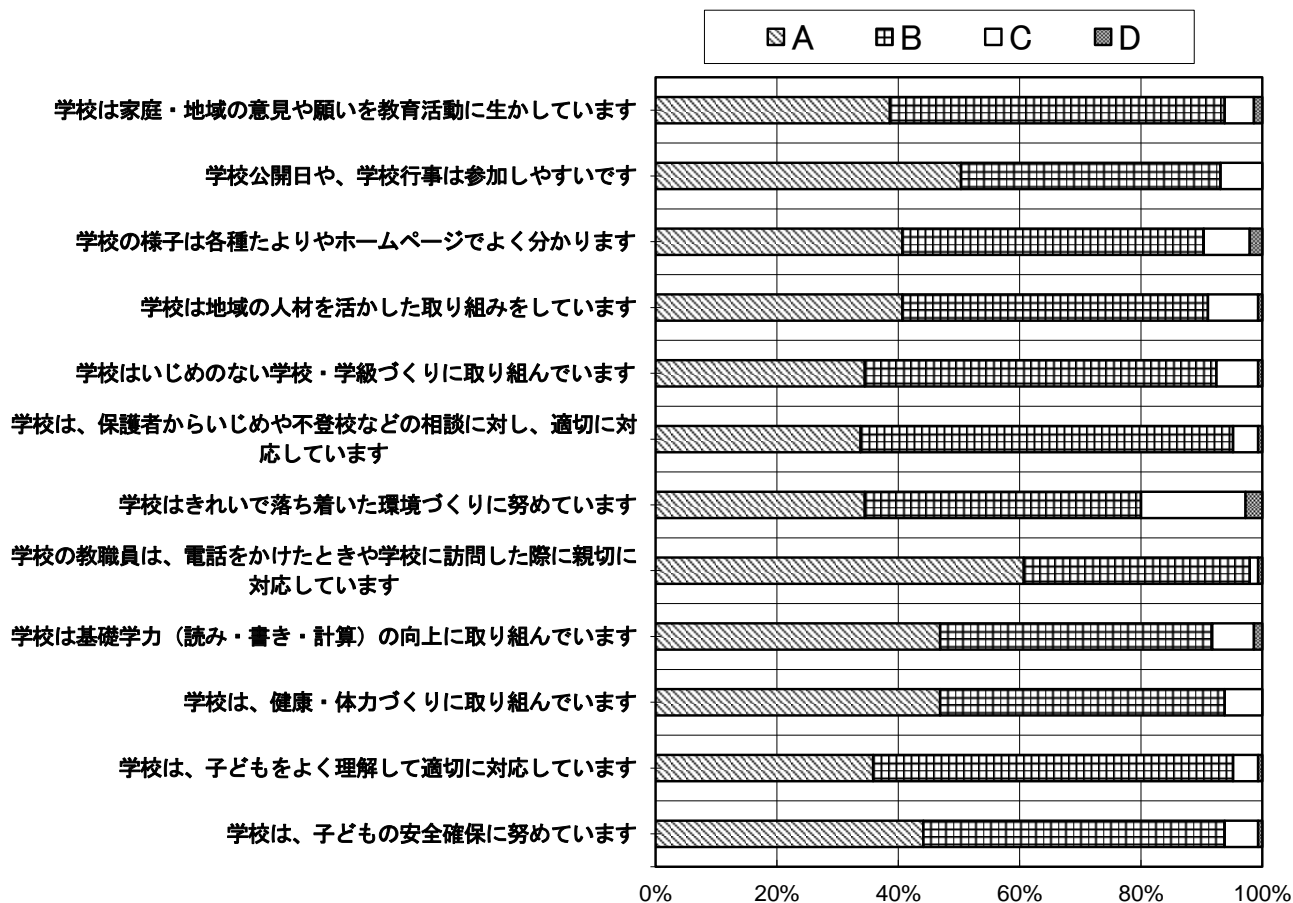 A B C D
学校は家庭・地域の意見や願いを教育活動に生かしています
学校公開日や、学校行事は参加しやすいです
学校の様子は各種たよりやホームページでよく分かります
学校は地域の人材を活かした取り組みをしています
学校はいじめのない学校・学級づくりに取り組んでいます
学校は、保護者からいじめや不登校などの相談に対し、適切に対
応しています
学校はきれいで落ち着いた環境づくりに努めています
学校の教職員は、電話をかけたときや学校に訪問した際に親切に
対応しています
学校は基礎学力（読み・書き・計算）の向上に取り組んでいます
学校は、健康・体力づくりに取り組んでいます
学校は、子どもをよく理解して適切に対応しています
学校は、子どもの安全確保に努めています
0% 20% 40% 60% 80% 100%